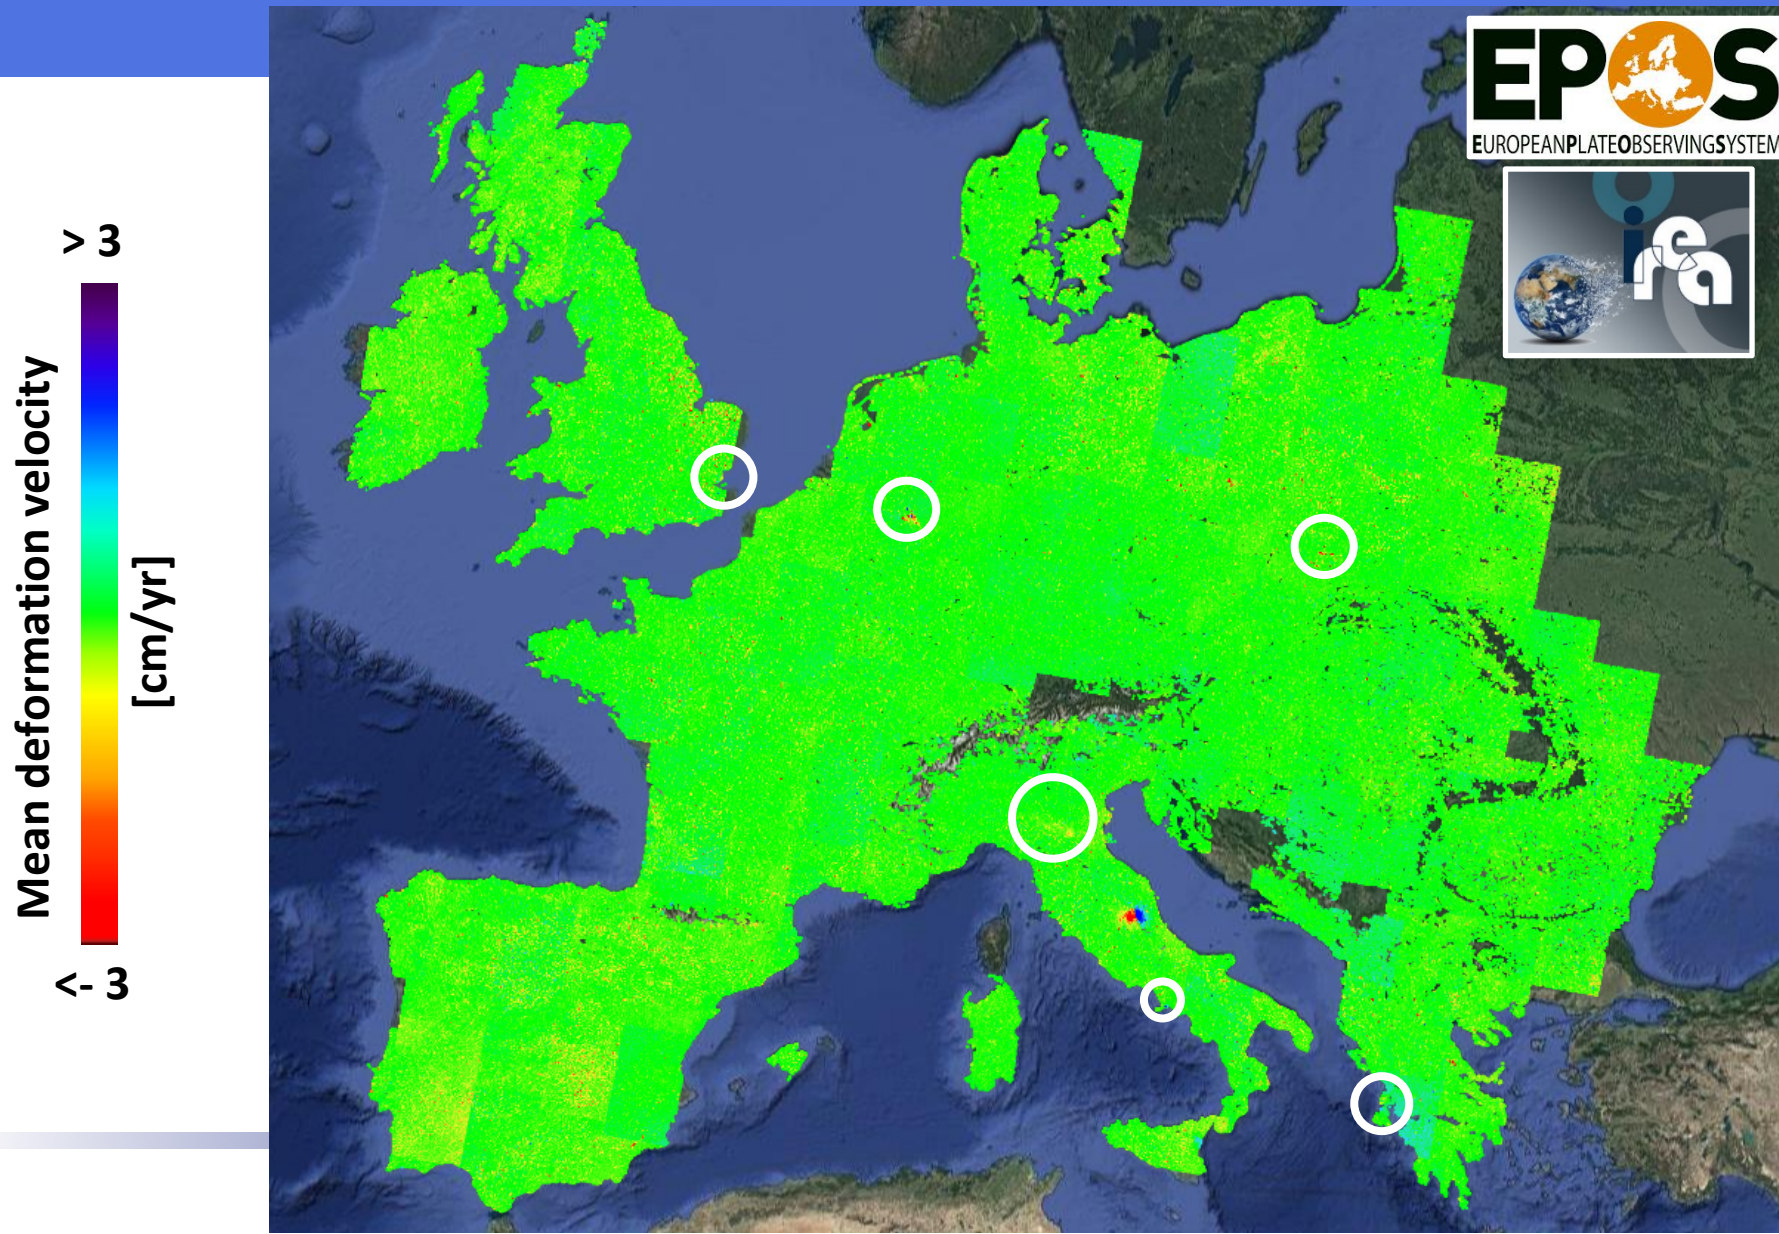 > 3
Mean deformation velocity
[cm/yr]
<- 3
EPOS
EUROPEANPLATEOBSERVINGSYSTEM
irea